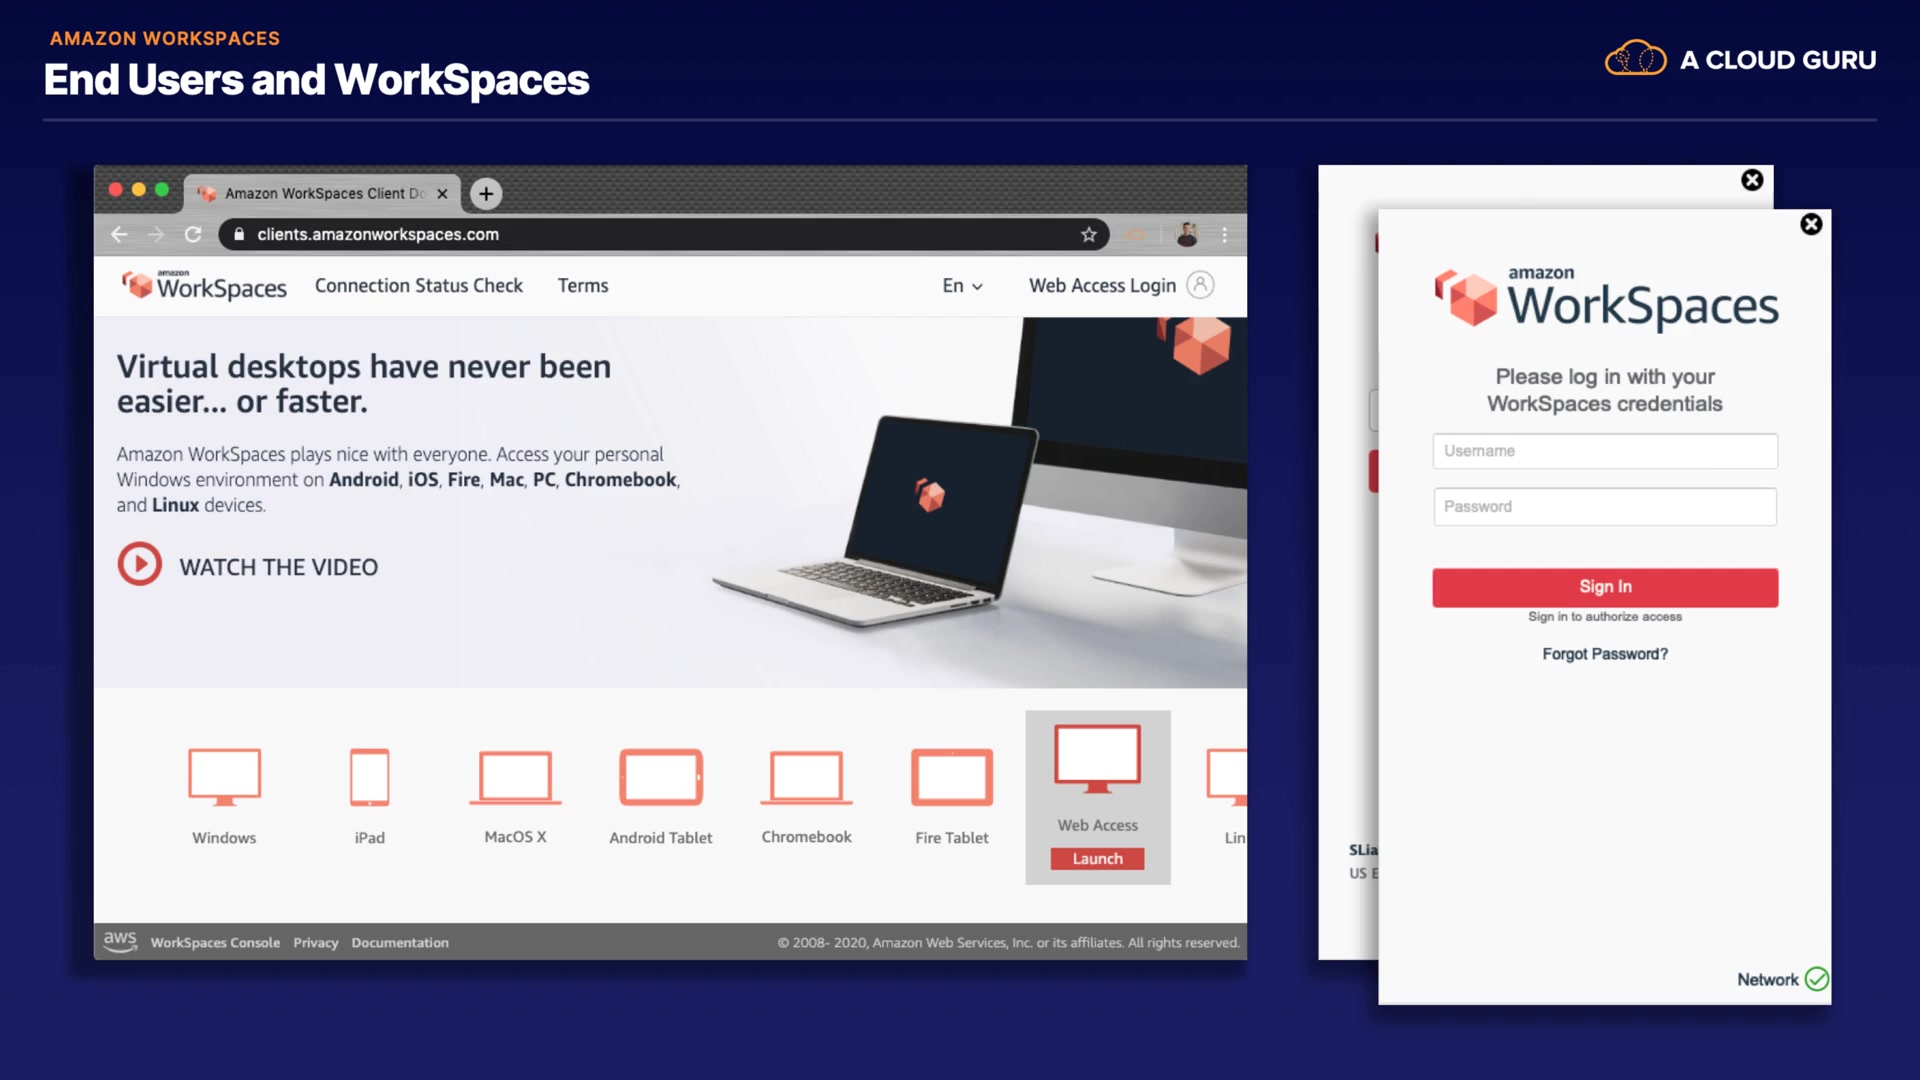 AMAZON WORKSPACES
End Users and WorkSpaces
A CLOUD GURU
Amazon WorkSpaces Client Do
clients.amazonworkspaces.com
amazon
WorkSpaces
Connection Status Check
Terms
En
Web Access Login
Virtual desktops have never been
easier... or faster.
Amazon WorkSpaces plays nice with everyone. Access your personal
Windows environment on Android, iOS, Fire, Mac, PC, Chromebook,
and Linux devices.
WATCH THE VIDEO
Windows
iPad
MacOS X
Android Tablet
Chromebook
Fire Tablet
Web Access
Launch
Lin
aws
WorkSpaces Console
Privacy
Documentation
© 2008- 2020, Amazon Web Services, Inc. or its affiliates. All rights reserved.
SLia
US E
amazon
WorkSpaces
Please log in with your
WorkSpaces credentials
Username
Password
Sign In
Sign in to authorize access
Forgot Password?
Network